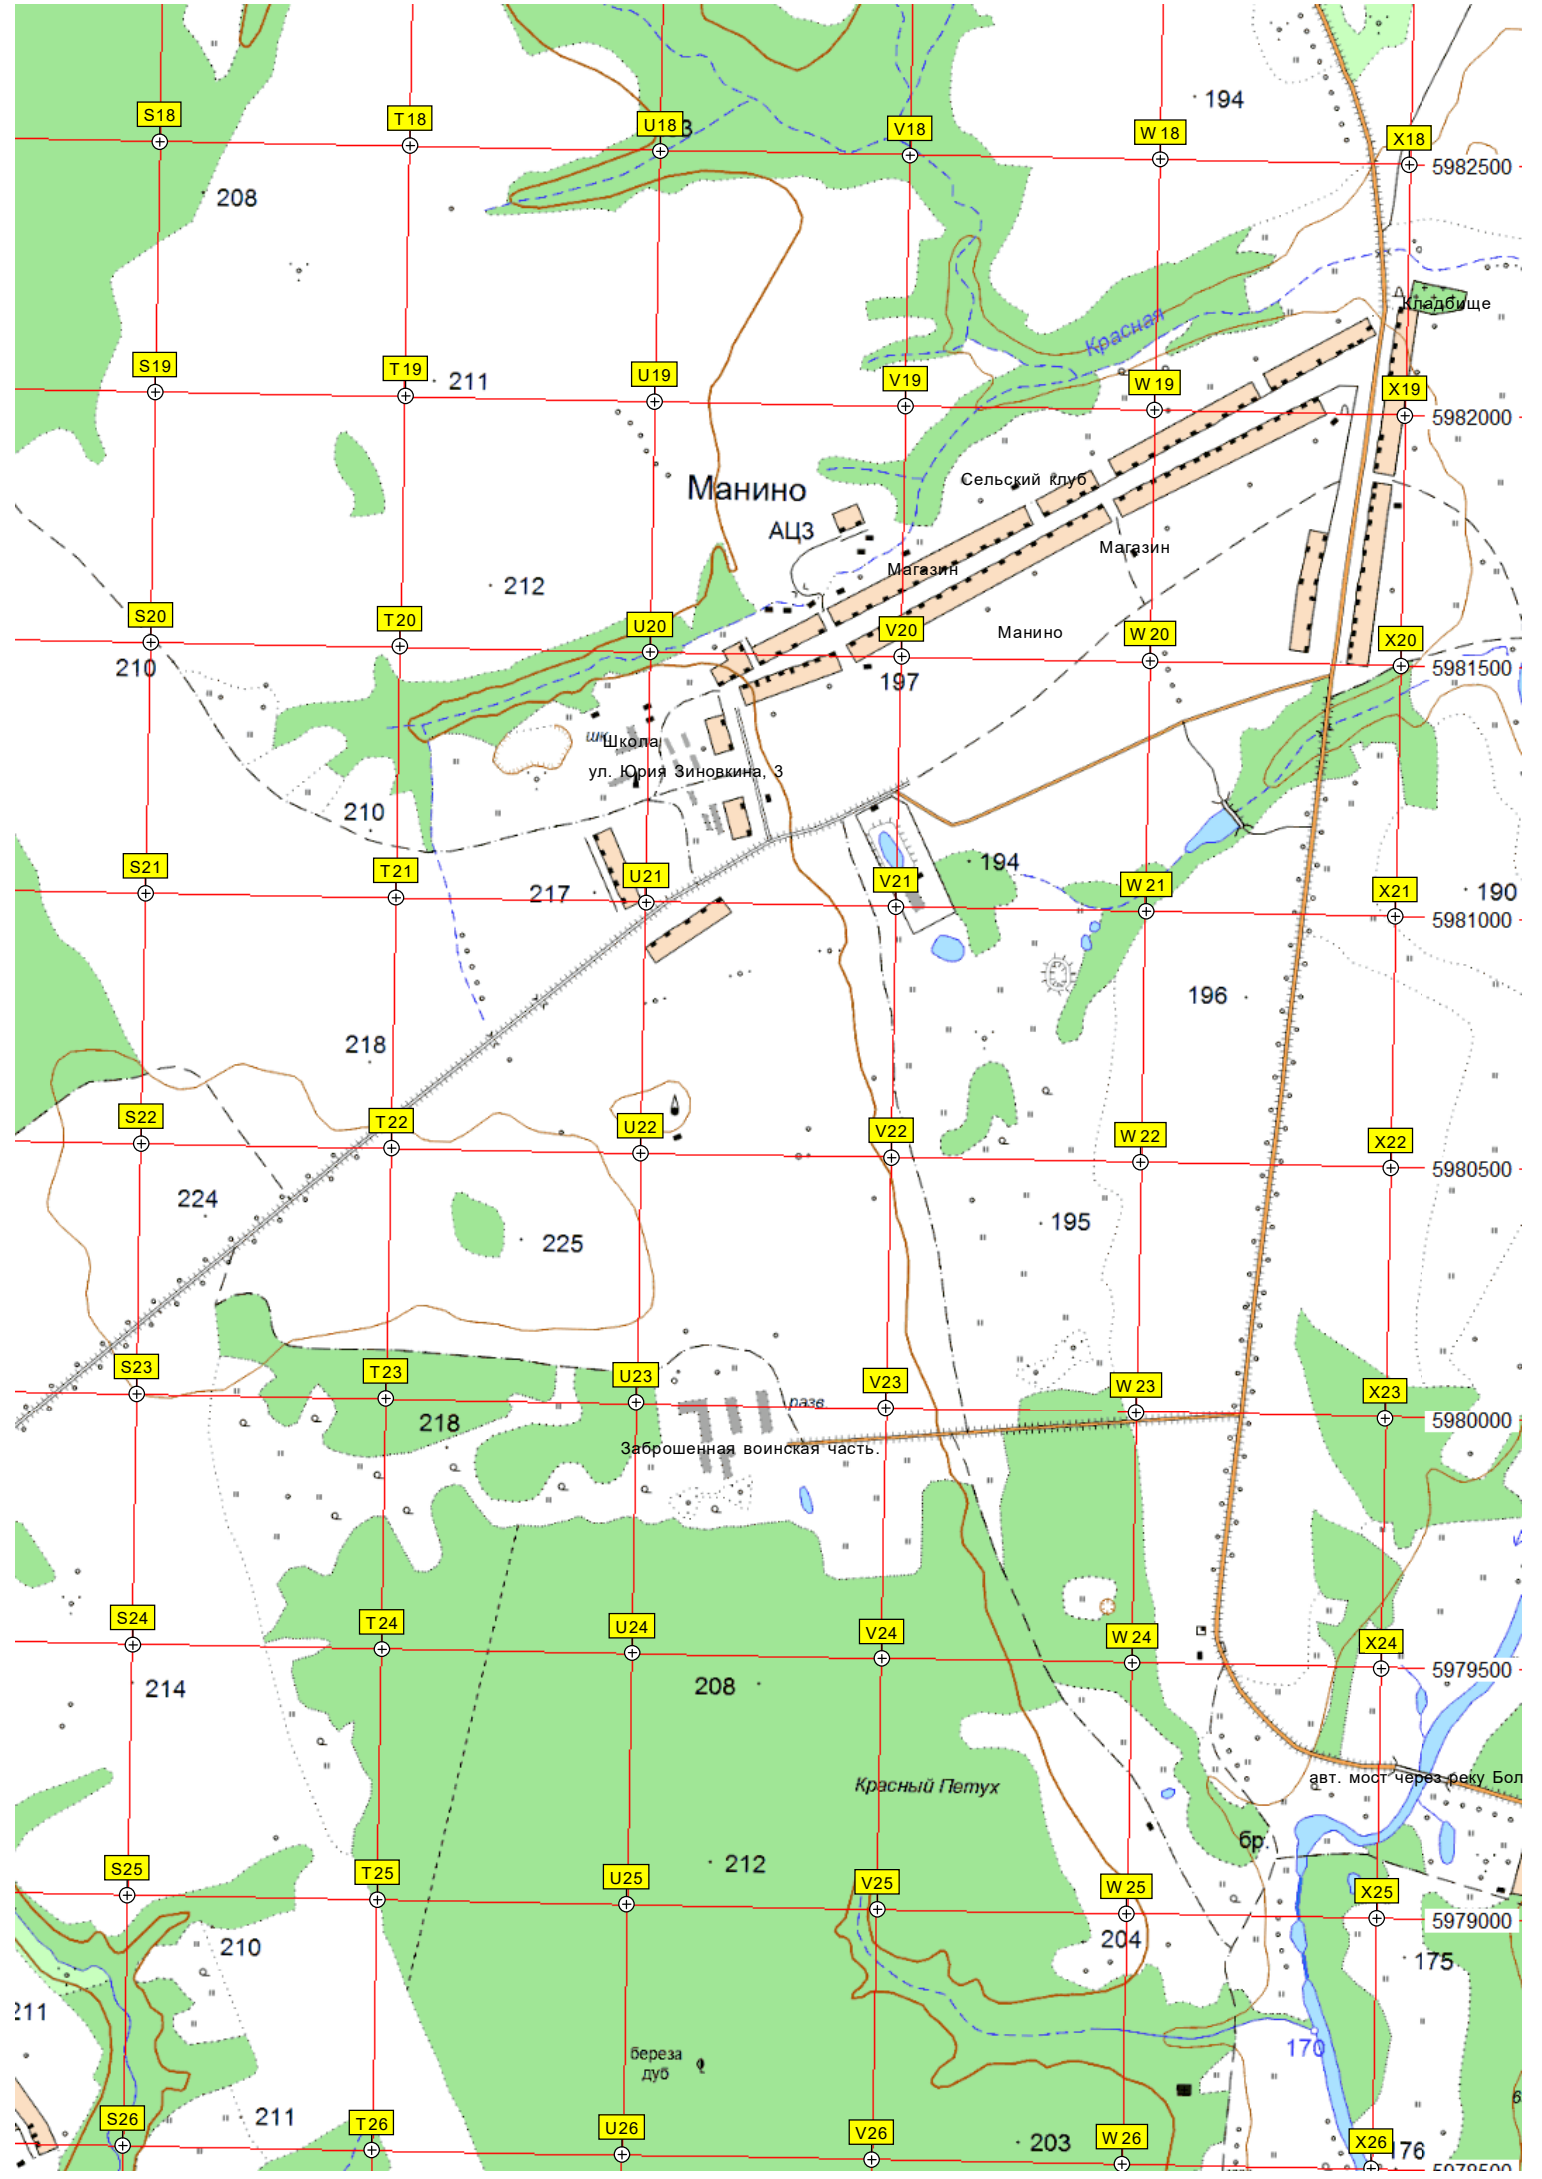 194
S18
T18
U18
3
V18
W18
X18
5982500
208
Кладбище
Красная
S19
T19
211
U19
V19
W19
X19
5982000
Манино
Сельский клуб
АЦЗ
Магазин
Магазин
212
S20
T20
U20
V20
Манино
W20
X20
210
197
5981500
шк.
Школа
ул. Юрия Зиновкина, 3
210
194
S21
T21
217
U21
V21
W21
X21
190
5981000
196
218
S22
T22
U22
V22
W22
X22
5980500
224
225
195
S23
T23
U23
V23
W23
X23
разв.
218
5980000
Заброшенная воинская часть.
S24
T24
U24
V24
W24
X24
5979500
214
208
Красный Петух
авт. мост через реку Бол
бр.
212
S25
T25
U25
V25
W25
X25
5979000
210
204
175
211
170
береза
дуб
211
S26
T26
U26
V26
W26
X26
203
176
5978500